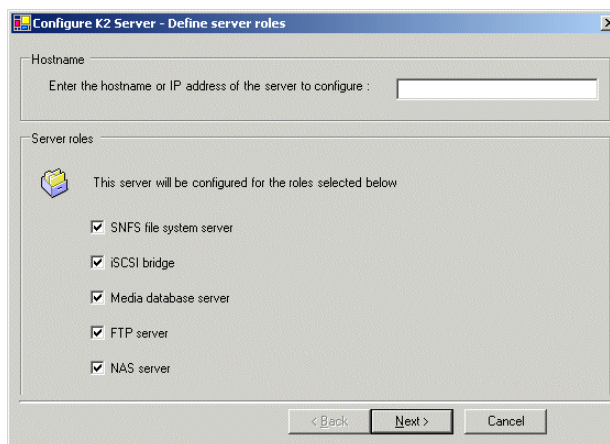 Configure K2 Server - Define server roles
Hostname
Enter the hostname or IP address of the server to configure :
Server roles
This server will be configured for the roles selected below
SNFS file system server
iSCSI bridge
Media database server
FTP server
NAS server
< Back
Next >
Cancel